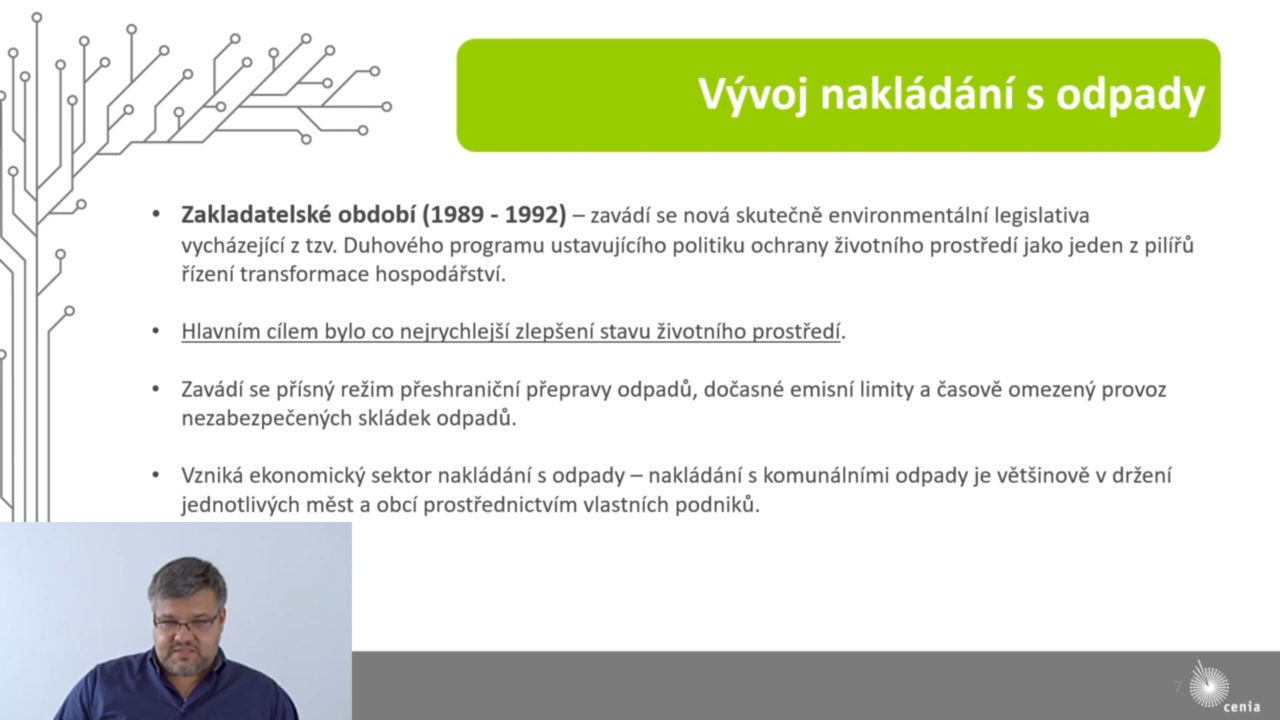 Vývoj nakládání s odpady
• Zakladatelské období (1989 - 1992) – zavádí se nová skutečně environmentální legislativa
vycházející z tzv. Duhového programu ustavujícího politiku ochrany životního prostředí jako jeden z pilířů
řízení transformace hospodářství.
• Hlavním cílem bylo co nejrychlejší zlepšení stavu životního prostředí.
• Zavádí se přísný režim přeshraniční přepravy odpadů, dočasné emisní limity a časově omezený provoz
nezabezpečených skládek odpadů.
• Vzniká ekonomický sektor nakládání s odpady – nakládání s komunálními odpady je většinově v držení
jednotlivých měst a obcí prostřednictvím vlastních podniků.
7
cenia